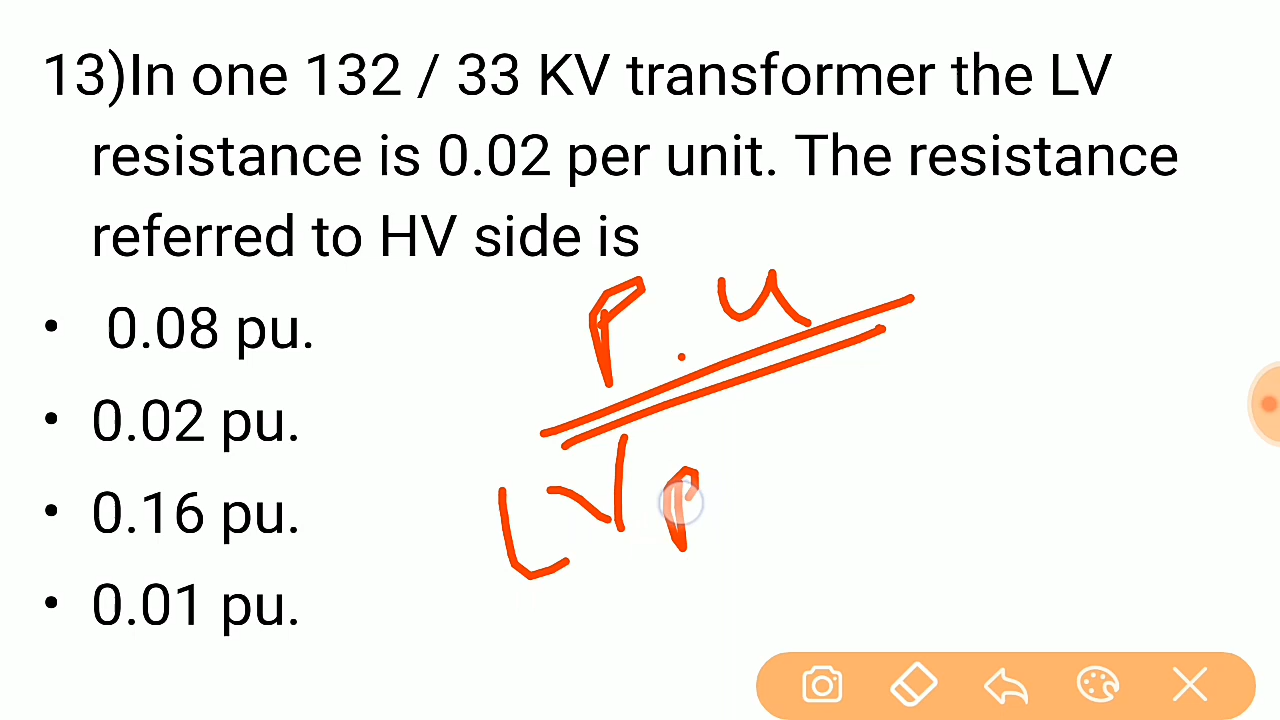 13)In one 132 / 33 KV transformer the LV
resistance is 0.02 per unit. The resistance
referred to HV side is
• 0.08 pu.
• 0.02 pu.
• 0.16 pu.
• 0.01 pu.
P.u
LV P